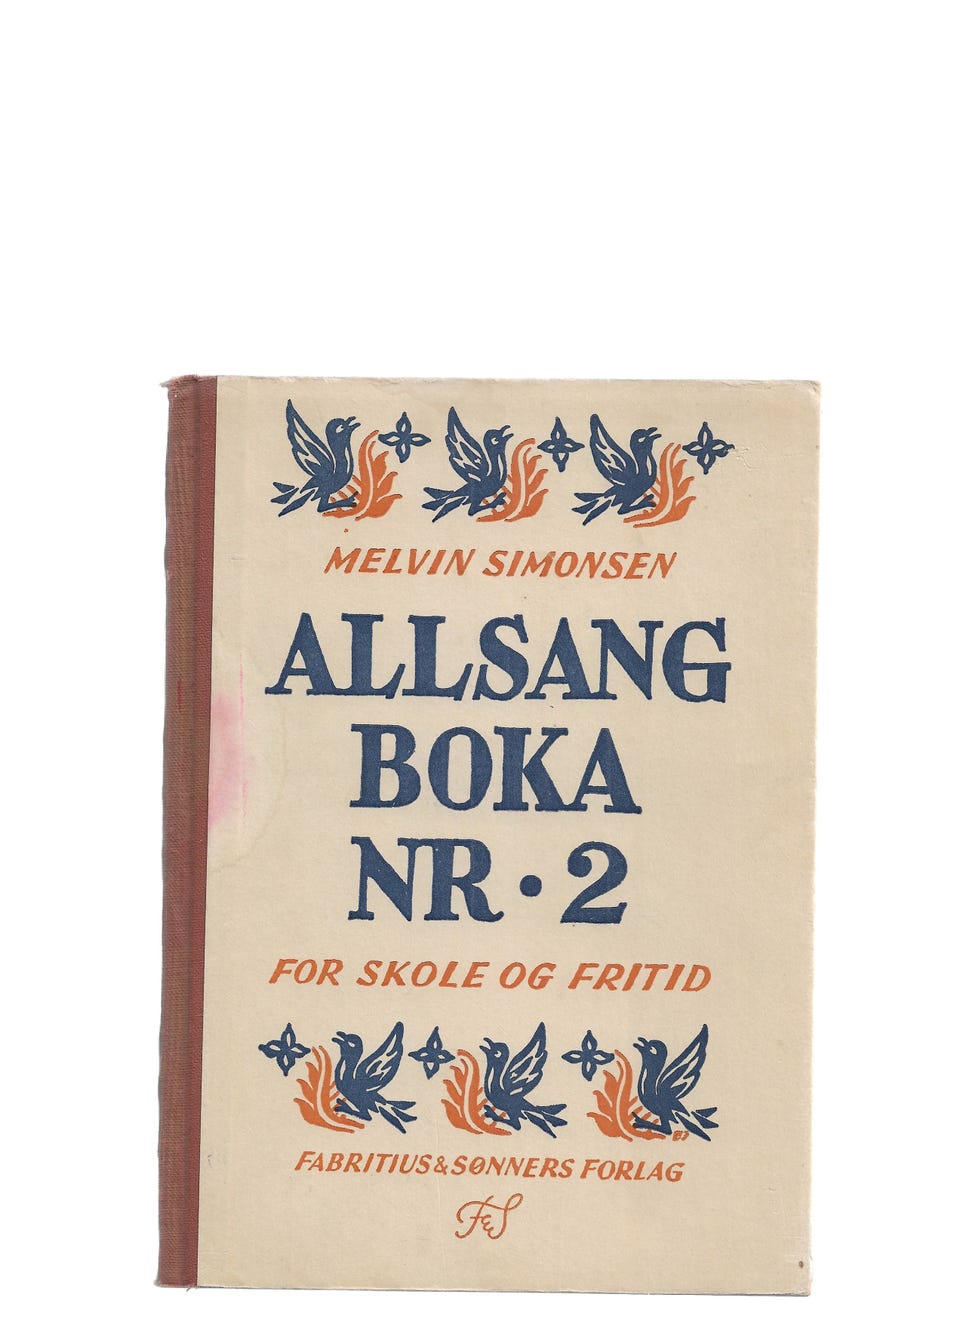 MELVIN SIMONSEN
ALLSANG
BOKA
NR • 2
FOR SKOLE OG FRITID
FABRITIUS & SØNNERS FORLAG
F&S